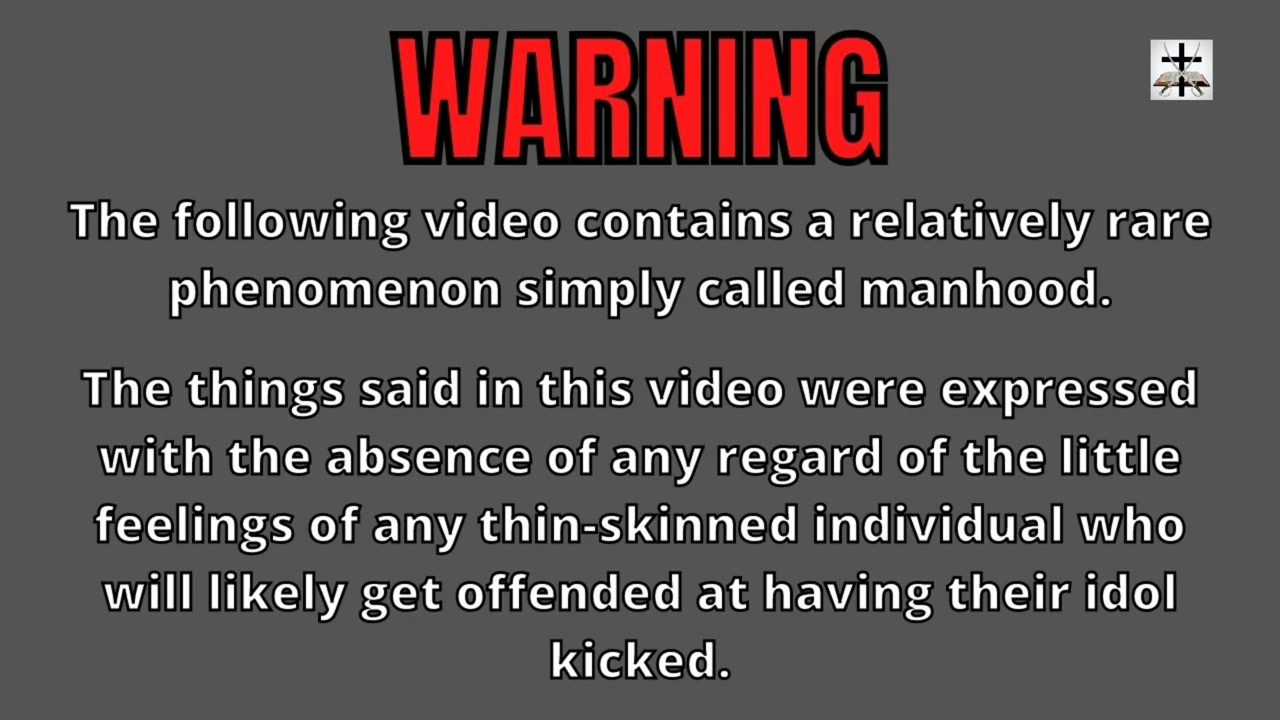 WARNING
The following video contains a relatively rare
phenomenon simply called manhood.
The things said in this video were expressed
with the absence of any regard of the little
feelings of any thin-skinned individual who
will likely get offended at having their idol
kicked.